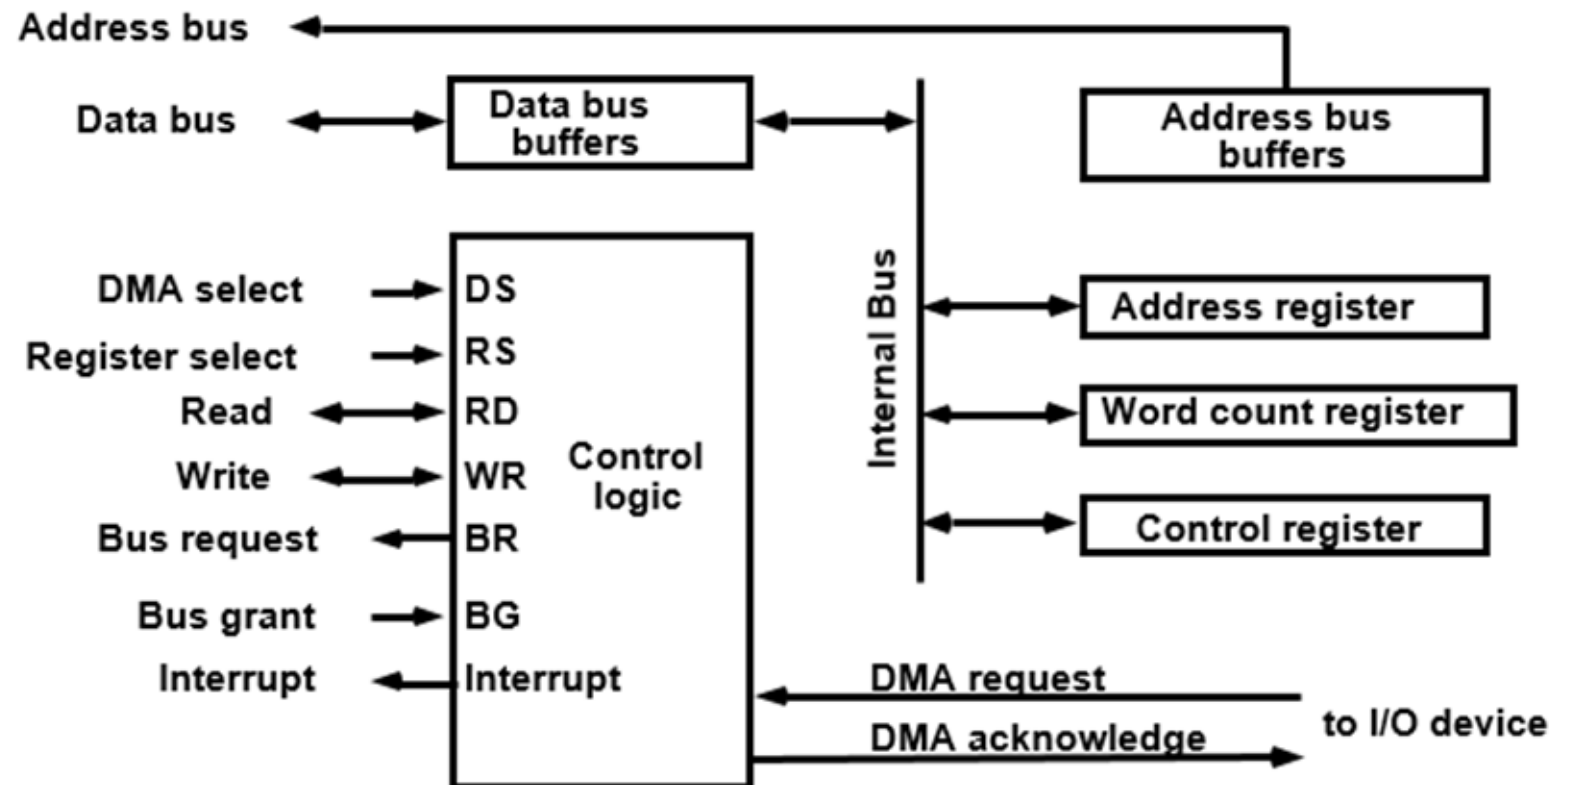 Address bus
Data bus
Data bus
buffers
Address bus
buffers
DMA select
DS
Register select
RS
Read
RD
Write
WR
Bus request
BR
Bus grant
BG
Interrupt
Interrupt
Control
logic
Internal Bus
Address register
Word count register
Control register
DMA request
DMA acknowledge
to I/O device